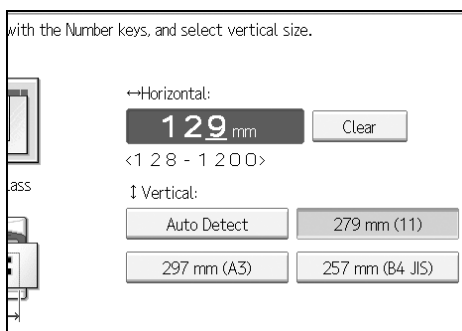 with the Number keys, and select vertical size.
↔Horizontal:
129 mm
Clear
<128-1200>
ass
↕Vertical:
Auto Detect
279 mm (11)
297 mm (A3)
257 mm (B4 JIS)